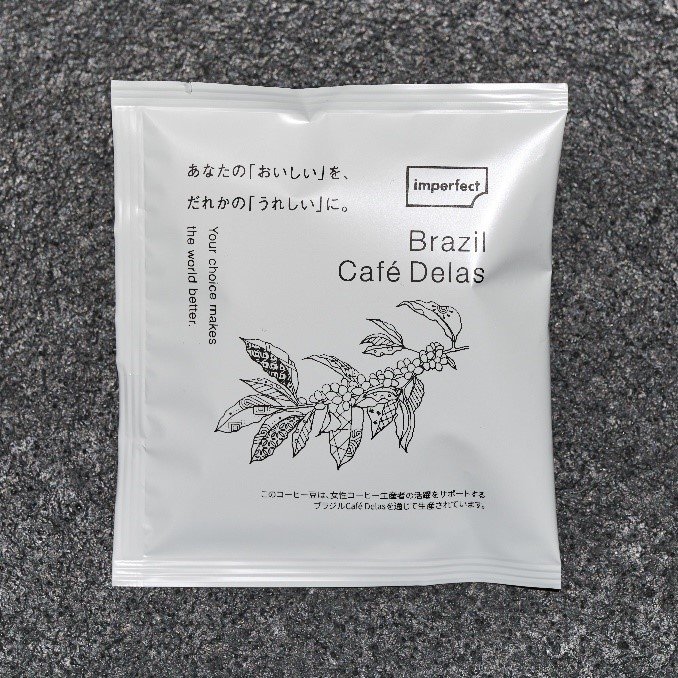 あなたの「おいしい」を、
だれかの「うれしい」に。
Your choice makes
the world better.
imperfect
Brazil
Café Delas
このコーヒー豆は、女性コーヒー生産者の活躍をサポートする
ブラジルCafé Delasを通じて生産されています。